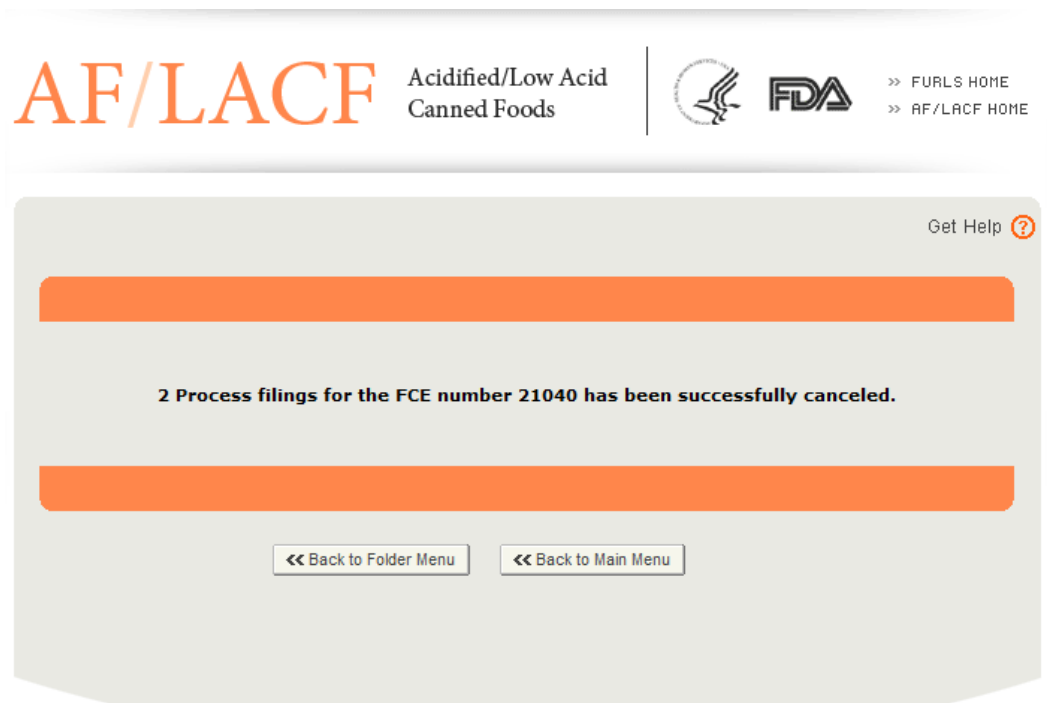 AF/LACF
Acidified/Low Acid
Canned Foods
FDA
>> FURLS HOME
>> AF/LACF HOME
Get Help ?
2 Process filings for the FCE number 21040 has been successfully canceled.
<< Back to Folder Menu
<< Back to Main Menu